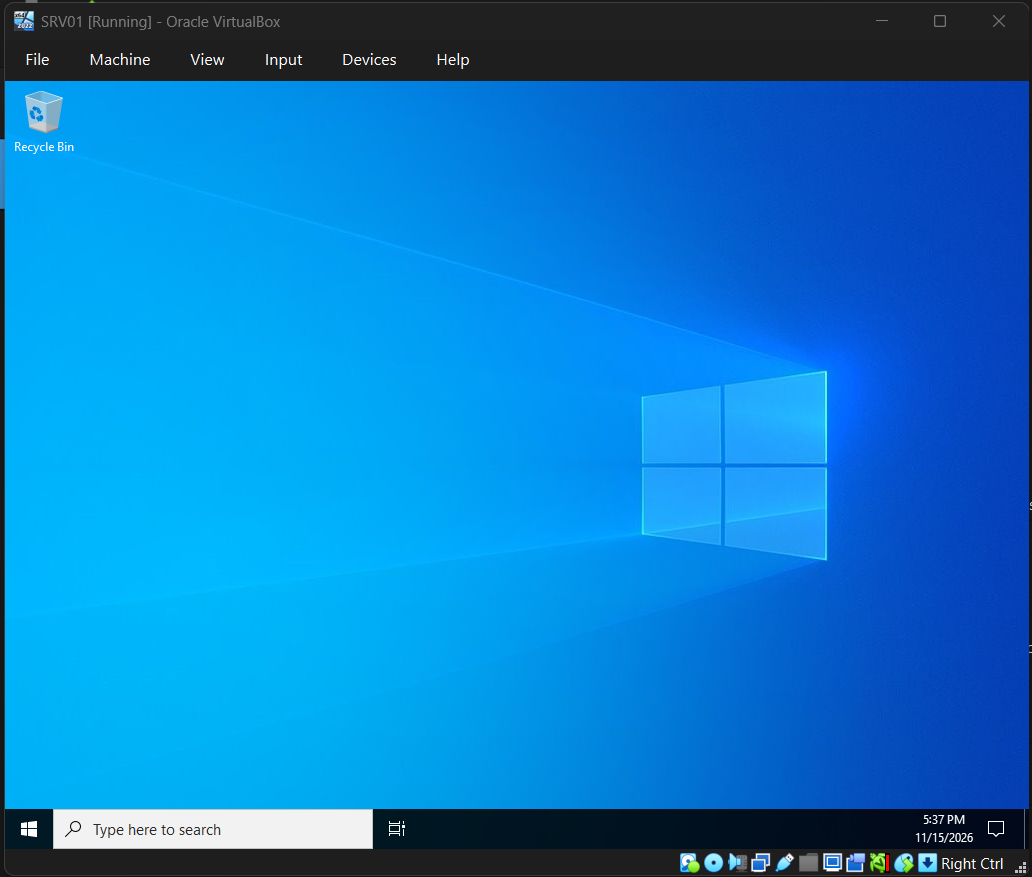 SRV01 [Running] - Oracle VirtualBox
File Machine View Input Devices Help
Recycle Bin
Type here to search
5:37 PM
11/15/2026
Right Ctrl